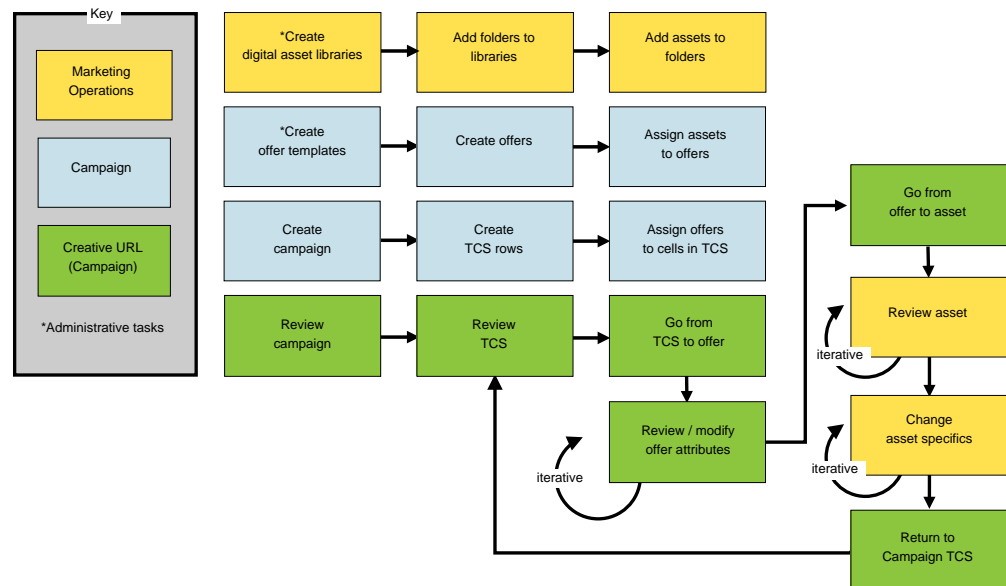 Key
Marketing
Operations
Campaign
Creative URL
(Campaign)
*Administrative tasks
*Create
digital asset libraries
Add folders to
libraries
Add assets to
folders
*Create
offer templates
Create offers
Assign assets
to offers
Create
campaign
Create
TCS rows
Assign offers
to cells in TCS
Review
campaign
Review
TCS
Go from
TCS to offer
Review / modify
offer attributes
iterative
Go from
offer to asset
Review asset
iterative
Change
asset specifics
iterative
Return to
Campaign TCS